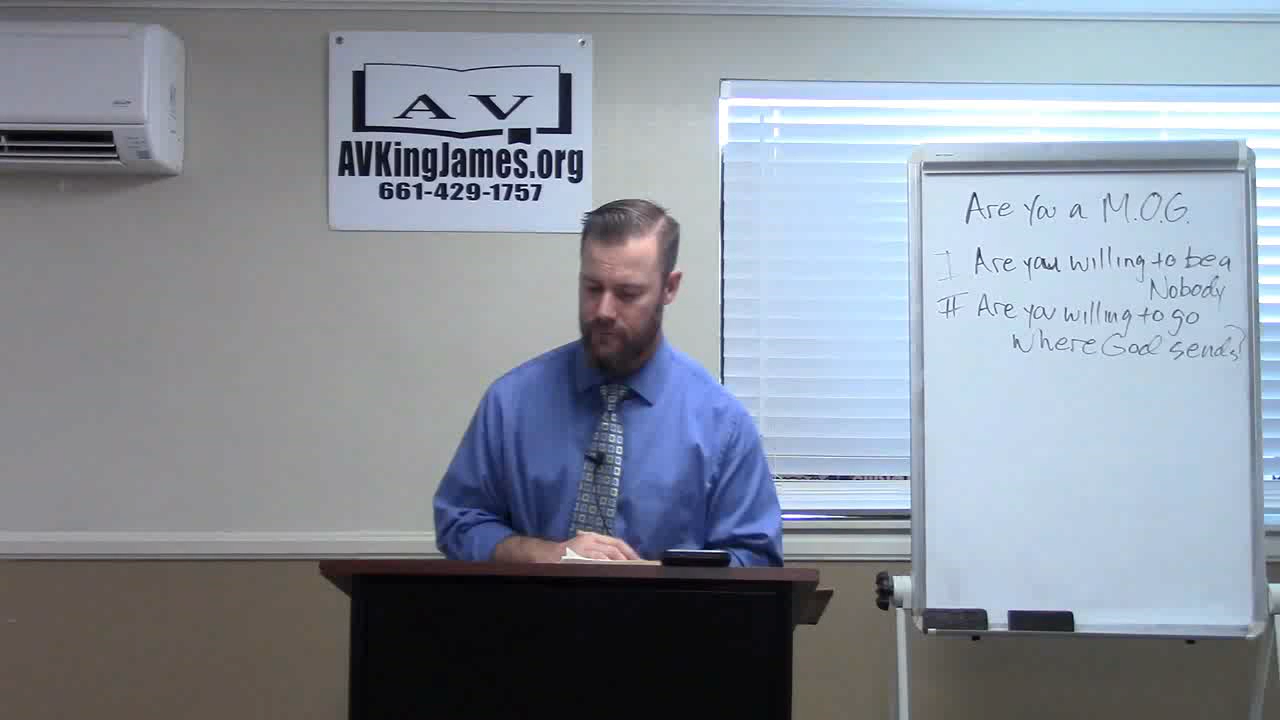 A V
AVKingJames.org
661-429-1757
Are You a M.O.G.
I Are you willing to be a
Nobody
II Are you willing to go
where God sends?